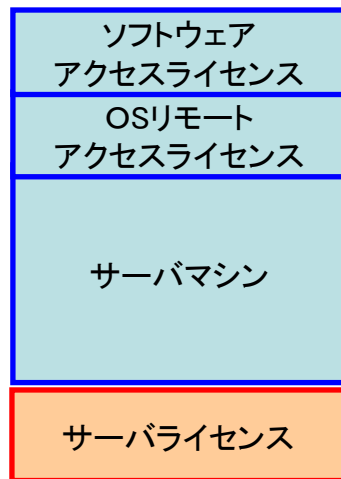 ソフトウェア
アクセスライセンス
OSリモート
アクセスライセンス
サーバマシン
サーバライセンス